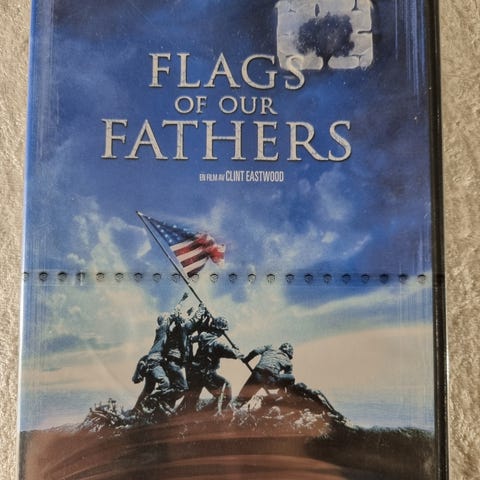 FLAGS
OF OUR
FATHERS
EN FILM AV CLINT EASTWOOD